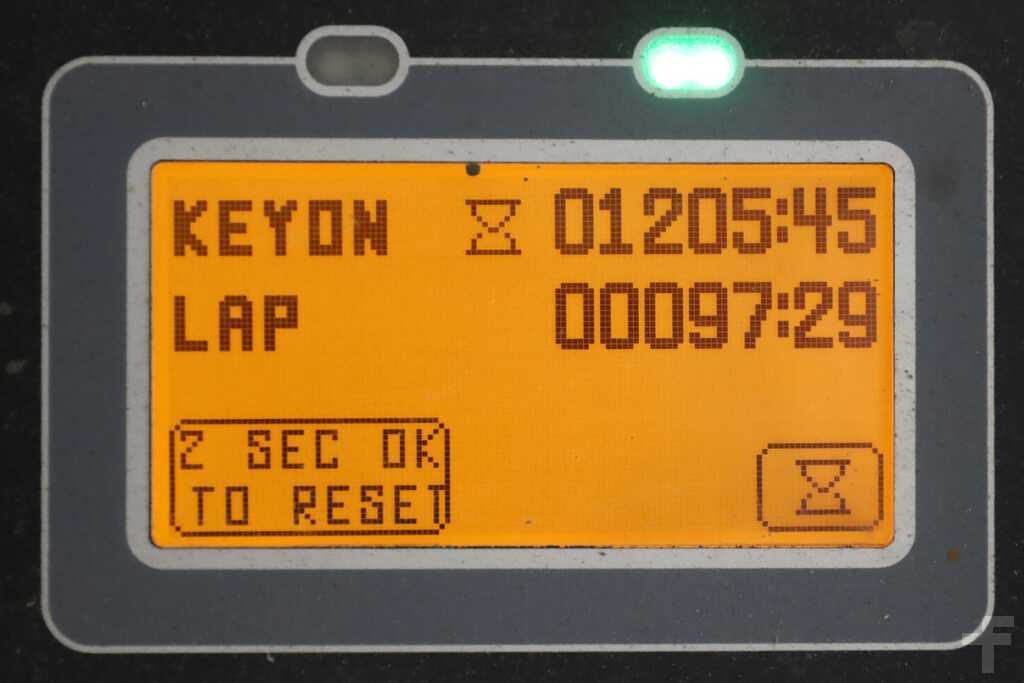 KEYON 01205:45
LAP 00097:29
2 SEC OK
TO RESET